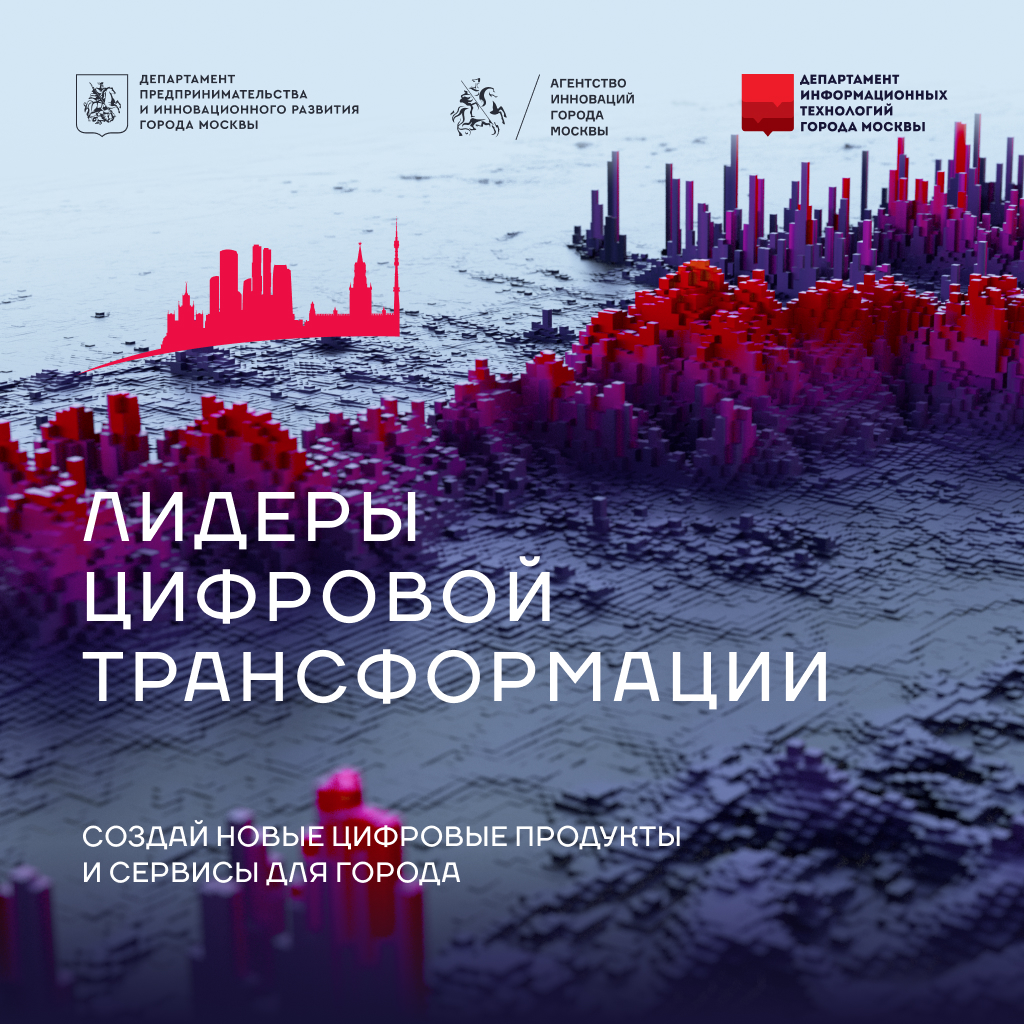 ДЕПАРТАМЕНТ
ПРЕДПРИНИМАТЕЛЬСТВА
И ИННОВАЦИОННОГО РАЗВИТИЯ
ГОРОДА МОСКВЫ
АГЕНТСТВО
ИННОВАЦИЙ
ГОРОДА
МОСКВЫ
ДЕПАРТАМЕНТ
ИНФОРМАЦИОННЫХ
ТЕХНОЛОГИЙ
ГОРОДА МОСКВЫ
ЛИДЕРЫ
ЦИФРОВОЙ
ТРАНСФОРМАЦИИ
СОЗДАЙ НОВЫЕ ЦИФРОВЫЕ ПРОДУКТЫ
И СЕРВИСЫ ДЛЯ ГОРОДА